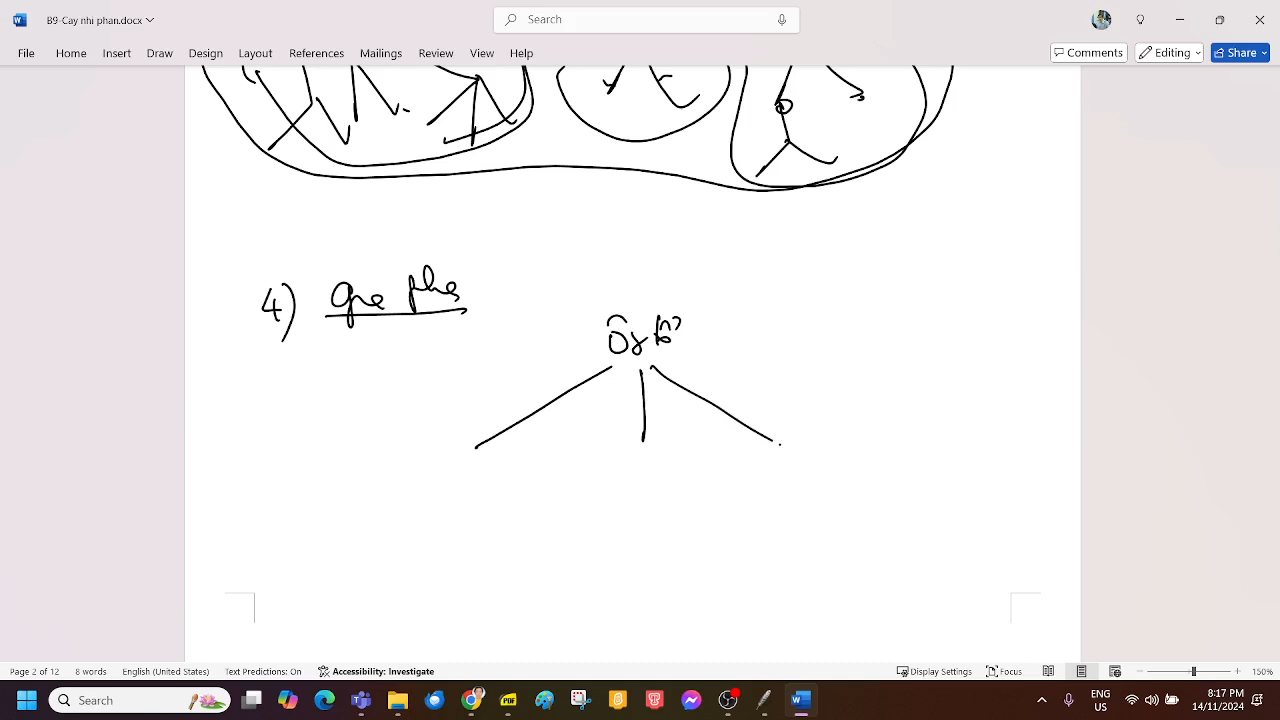 B9-Cay nhi phan.docx
Search
File Home Insert Draw Design Layout References Mailings Review View Help
Comments Editing Share
4)
Page 2 of 12 8 words English (United States) Text Predictions: On Accessibility: Investigate Display Settings Focus 150%
Search
PDF
ENG
US
8:17 PM
14/11/2024